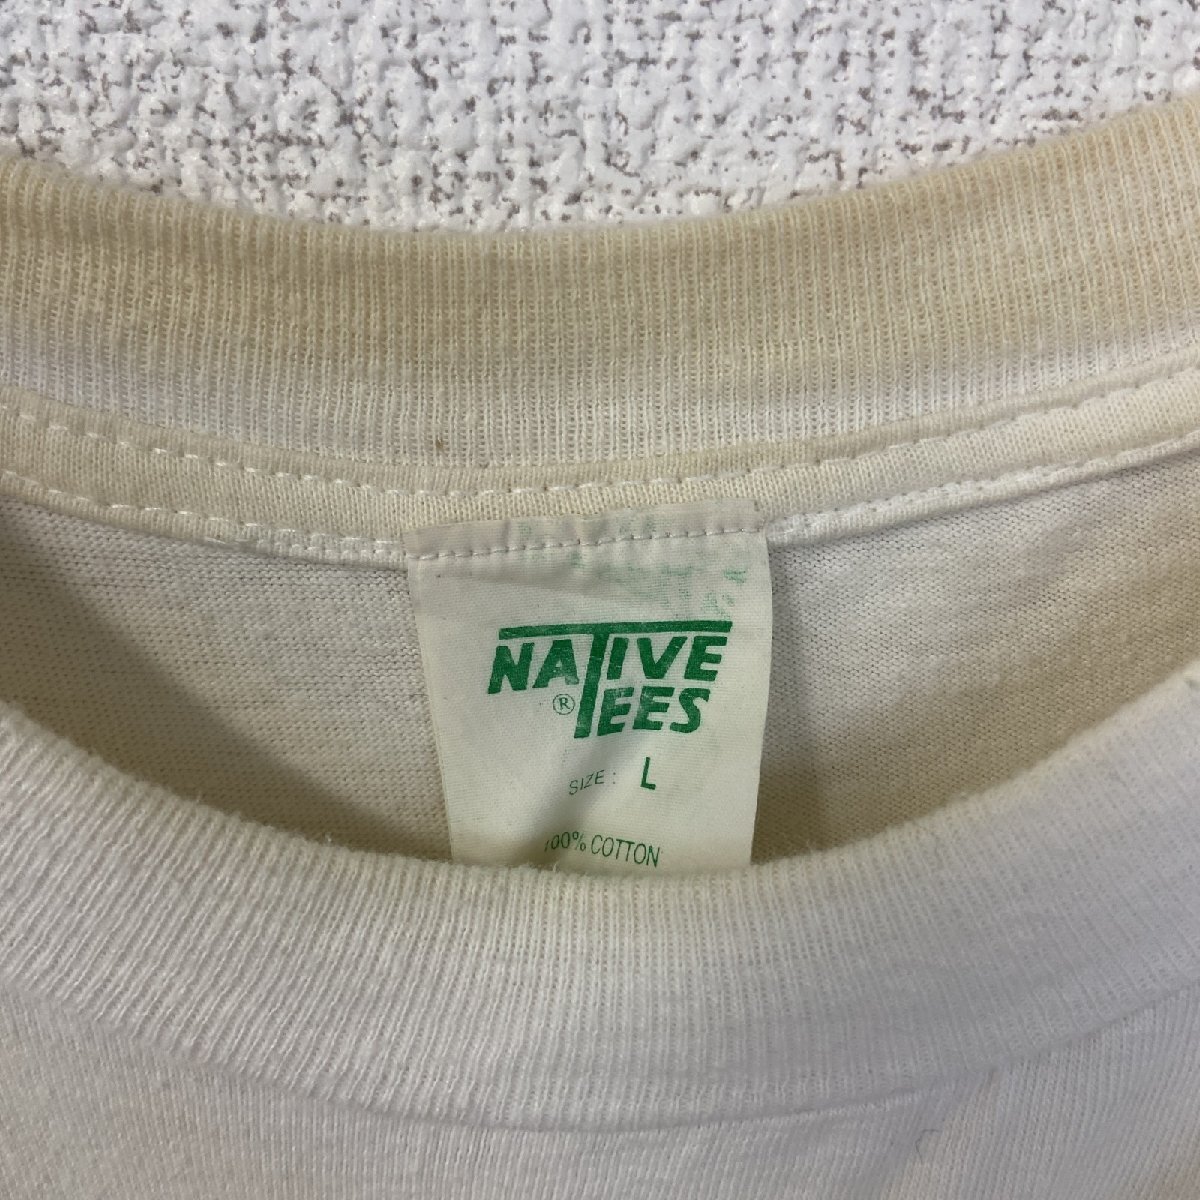 NATIVE
® TEES
SIZE: L
100% COTTON